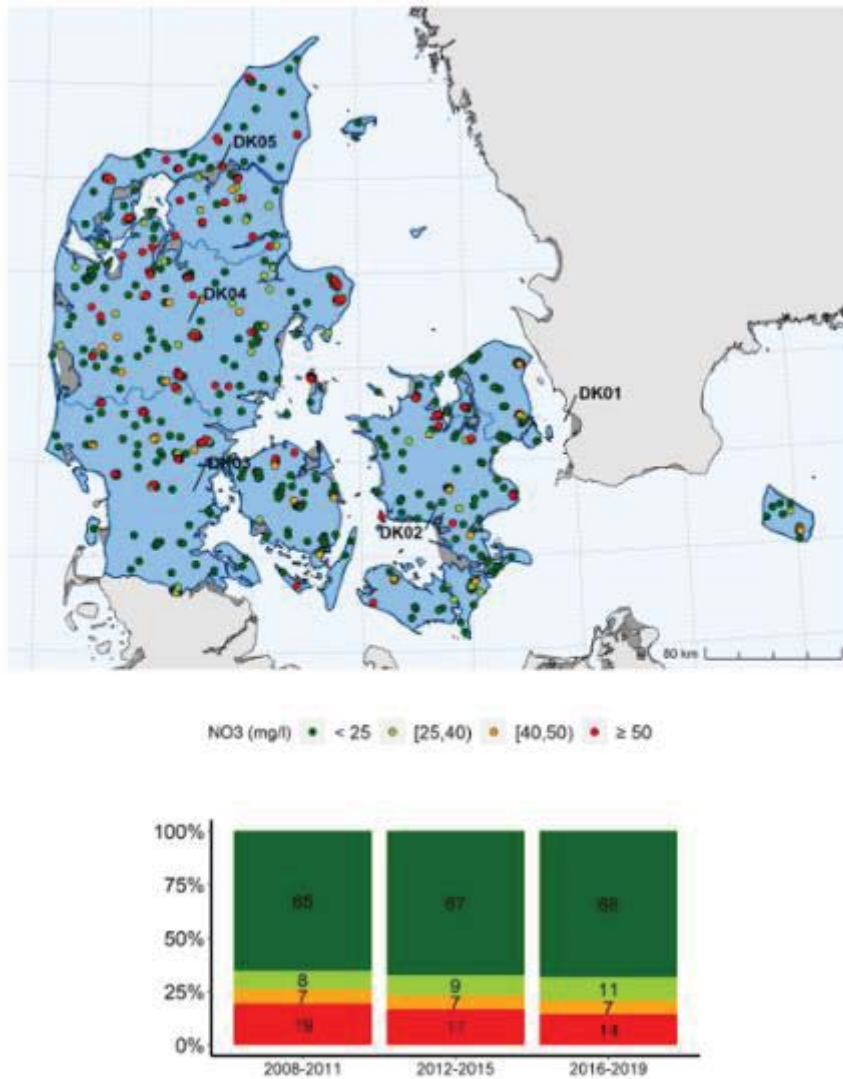 DK05
DK04
DK01
DK03
DK02
80 km
NO3 (mg/l) < 25 [25,40) [40,50) ≥ 50
100%
75%
50%
25%
0%
65 67 68
8 9 11
7 7 7
19 17 14
2008-2011 2012-2015 2016-2019